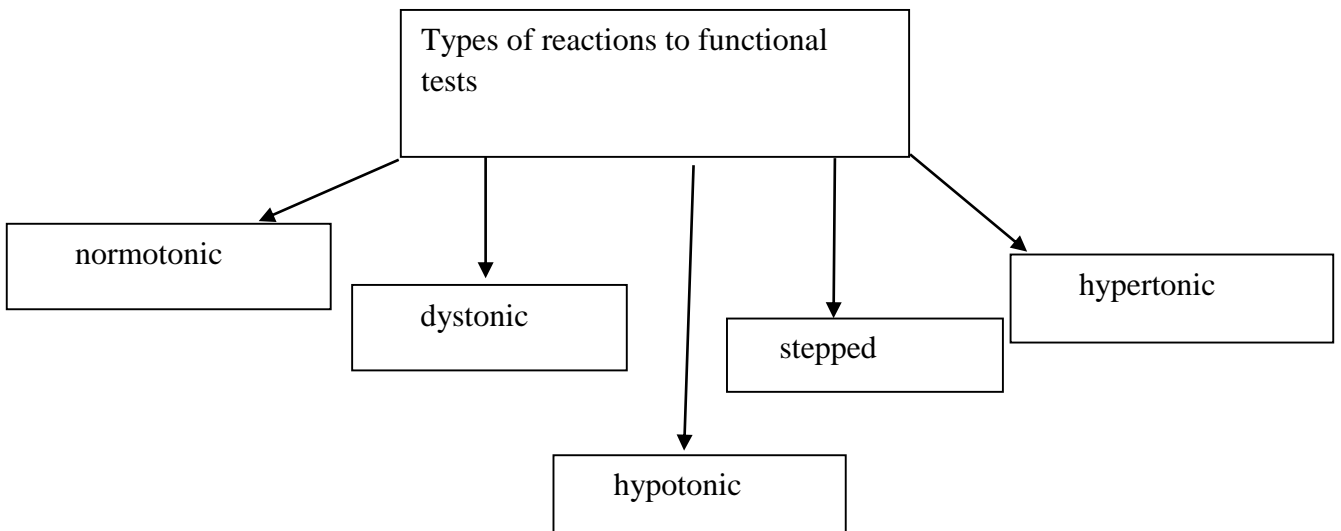 Types of reactions to functional
tests
normotonic
dystonic
hypotonic
stepped
hypertonic